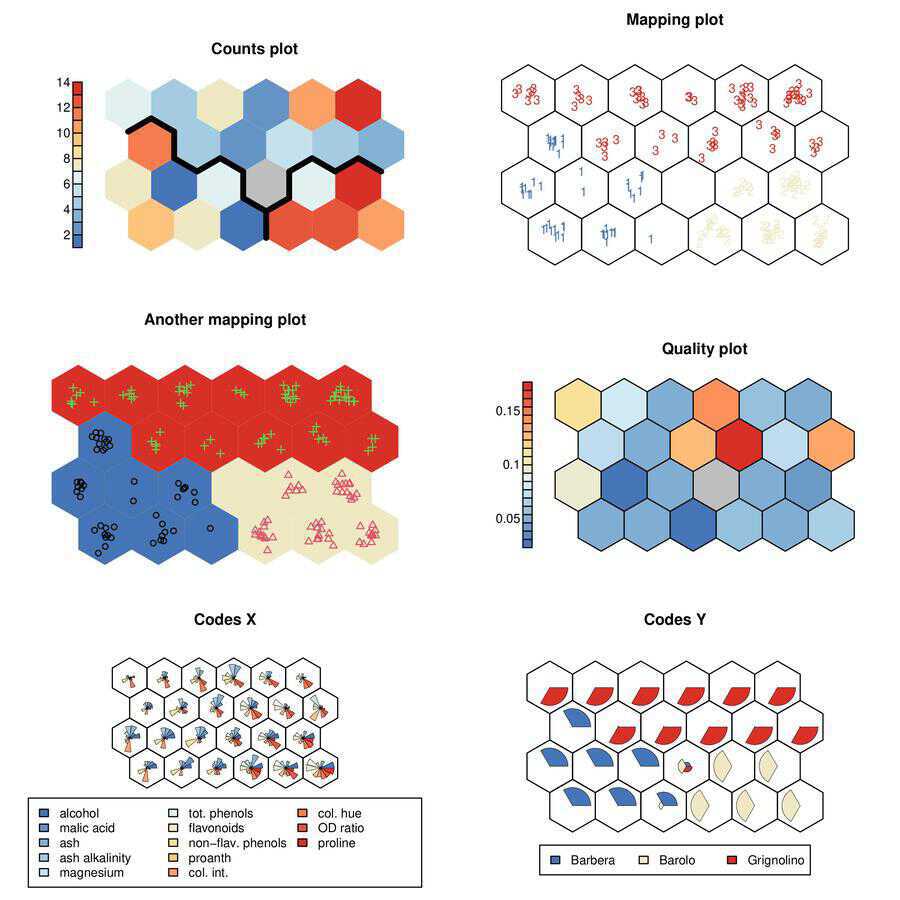 Mapping plot
Counts plot
14
12
10
8
6
4
2
Another mapping plot
Quality plot
0.15
0.1
0.05
Codes X
Codes Y
alcohol
malic acid
ash
ash alkalinity
magnesium
tot. phenols
flavonoids
non−flav. phenols
proanth
col. int.
col. hue
OD ratio
proline
Barbera Barolo Grignolino